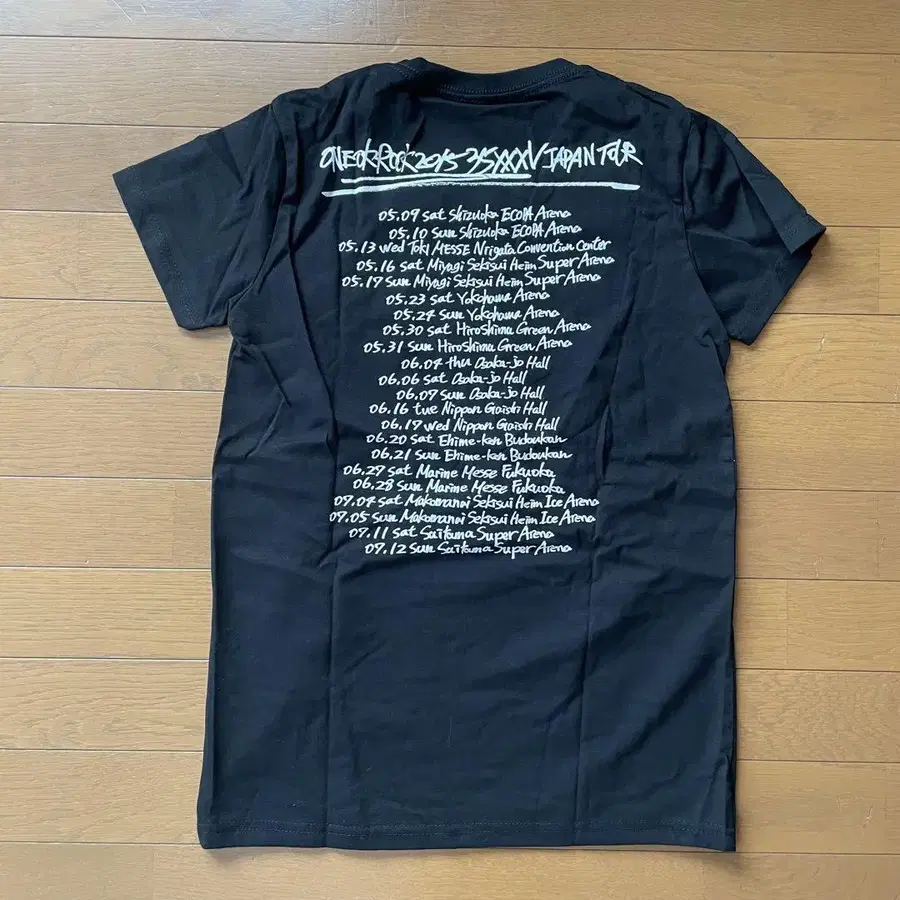 ONE OK ROCK 2015 35XXXV JAPAN TOUR
05.09 Sat Shizuoka ECOPA Arena
05.10 Sun Shizuoka ECOPA Arena
05.13 Wed Toki MESSE Niigata Convention Center
05.16 Sat Miyagi Sekisui Heim Super Arena
05.17 Sun Miyagi Sekisui Heim Super Arena
05.23 Sat Yokohama Arena
05.24 Sun Yokohama Arena
05.30 Sat Hiroshima Green Arena
05.31 Sun Hiroshima Green Arena
06.04 thu Osaka-jo Hall
06.06 sat Osaka-jo Hall
06.07 Sun Osaka-jo Hall
06.16 tue Nippon Gaishi Hall
06.17 Wed Nippon Gaishi Hall
06.20 Sat Ehime-ken Budoukan
06.21 Sun Ehime-ken Budoukan
06.27 Sat Marine Messe Fukuoka
06.28 Sun Marine Messe Fukuoka
07.04 Sat Makomanai Sekisui Heim Ice Arena
07.05 Sun Makomanai Sekisui Heim Ice Arena
07.11 Sat Saitama Super Arena
07.12 Sun Saitama Super Arena